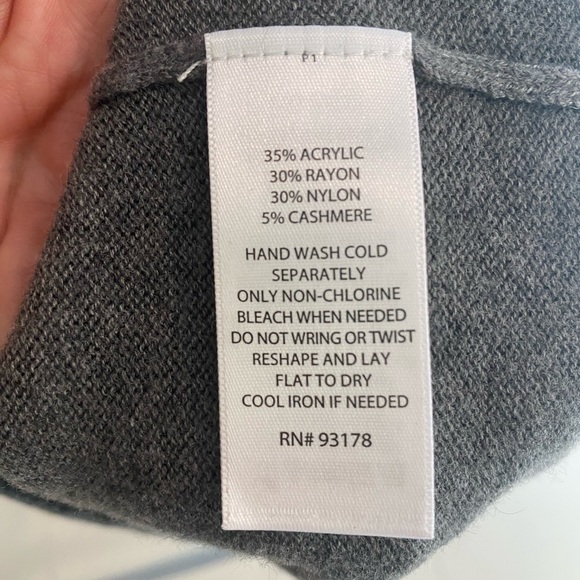 P1
35% ACRYLIC
30% RAYON
30% NYLON
5% CASHMERE
HAND WASH COLD
SEPARATELY
ONLY NON-CHLORINE
BLEACH WHEN NEEDED
DO NOT WRING OR TWIST
RESHAPE AND LAY
FLAT TO DRY
COOL IRON IF NEEDED
RN# 93178